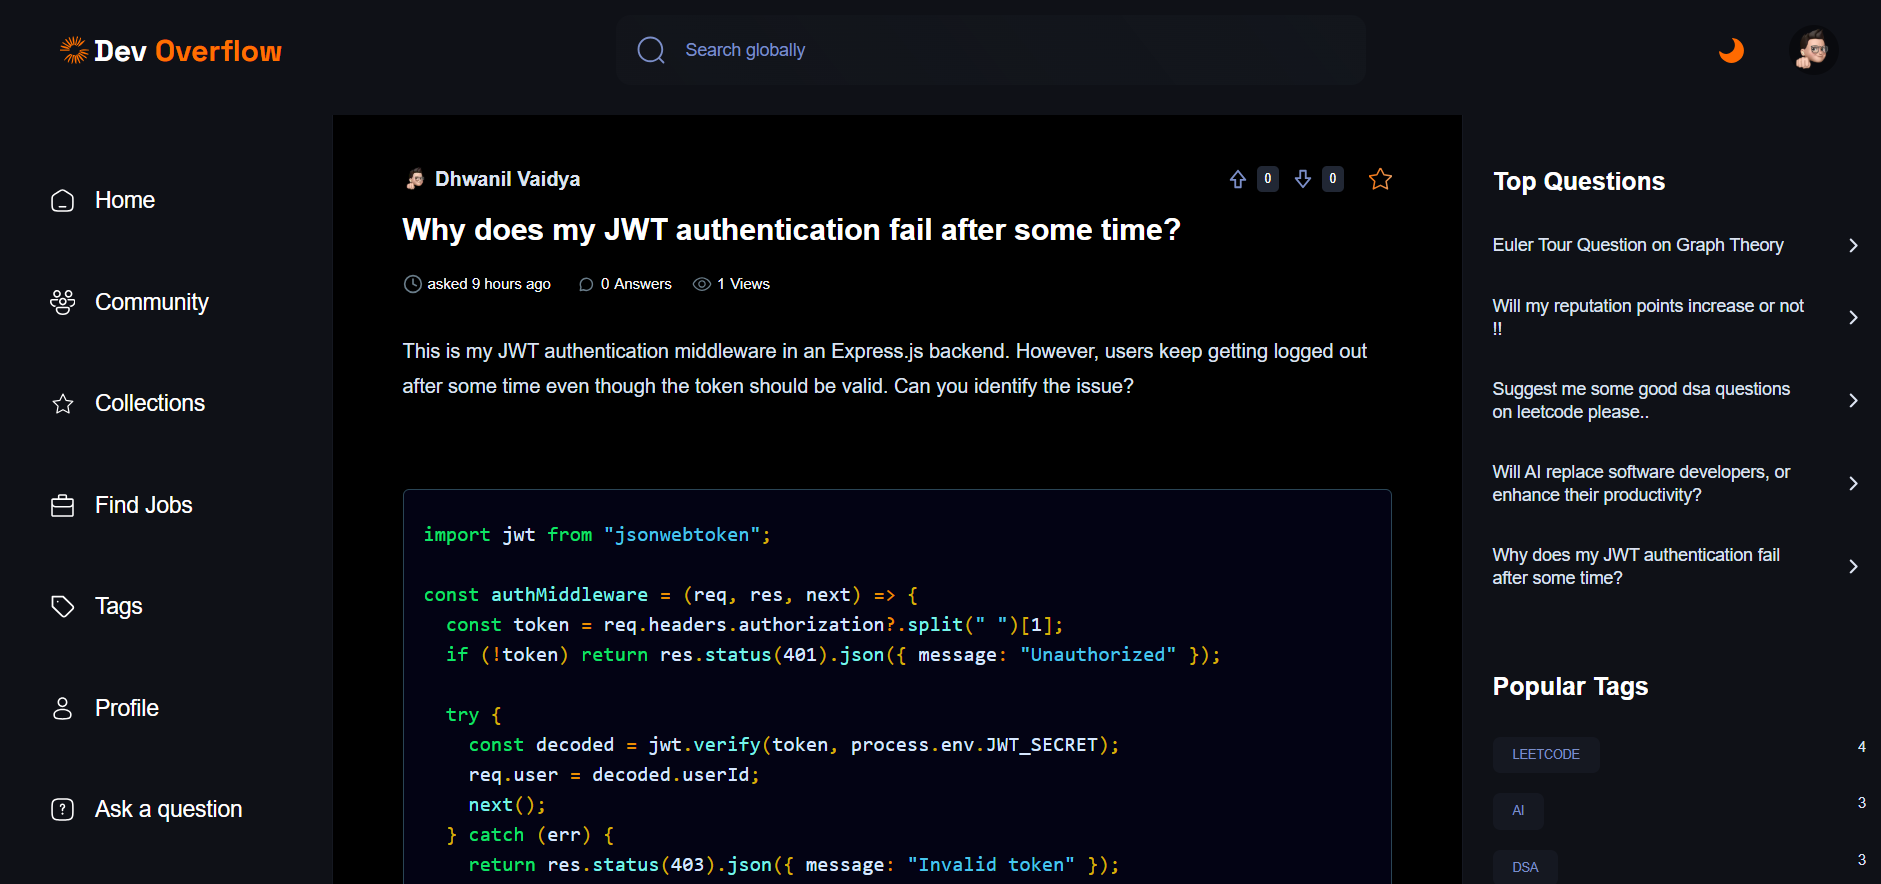 Dev Overflow
Search globally
Home
Community
Collections
Find Jobs
Tags
Profile
Ask a question
Dhwanil Vaidya
0
0
Why does my JWT authentication fail after some time?
asked 9 hours ago
0 Answers
1 Views
This is my JWT authentication middleware in an Express.js backend. However, users keep getting logged out
after some time even though the token should be valid. Can you identify the issue?
import jwt from "jsonwebtoken";
const authMiddleware = (req, res, next) => {
  const token = req.headers.authorization?.split(" ")[1];
  if (!token) return res.status(401).json({ message: "Unauthorized" });
  try {
    const decoded = jwt.verify(token, process.env.JWT_SECRET);
    req.user = decoded.userId;
    next();
  } catch (err) {
    return res.status(403).json({ message: "Invalid token" });
Top Questions
Euler Tour Question on Graph Theory
Will my reputation points increase or not
!!
Suggest me some good dsa questions
on leetcode please..
Will AI replace software developers, or
enhance their productivity?
Why does my JWT authentication fail
after some time?
Popular Tags
LEETCODE
4
AI
3
DSA
3